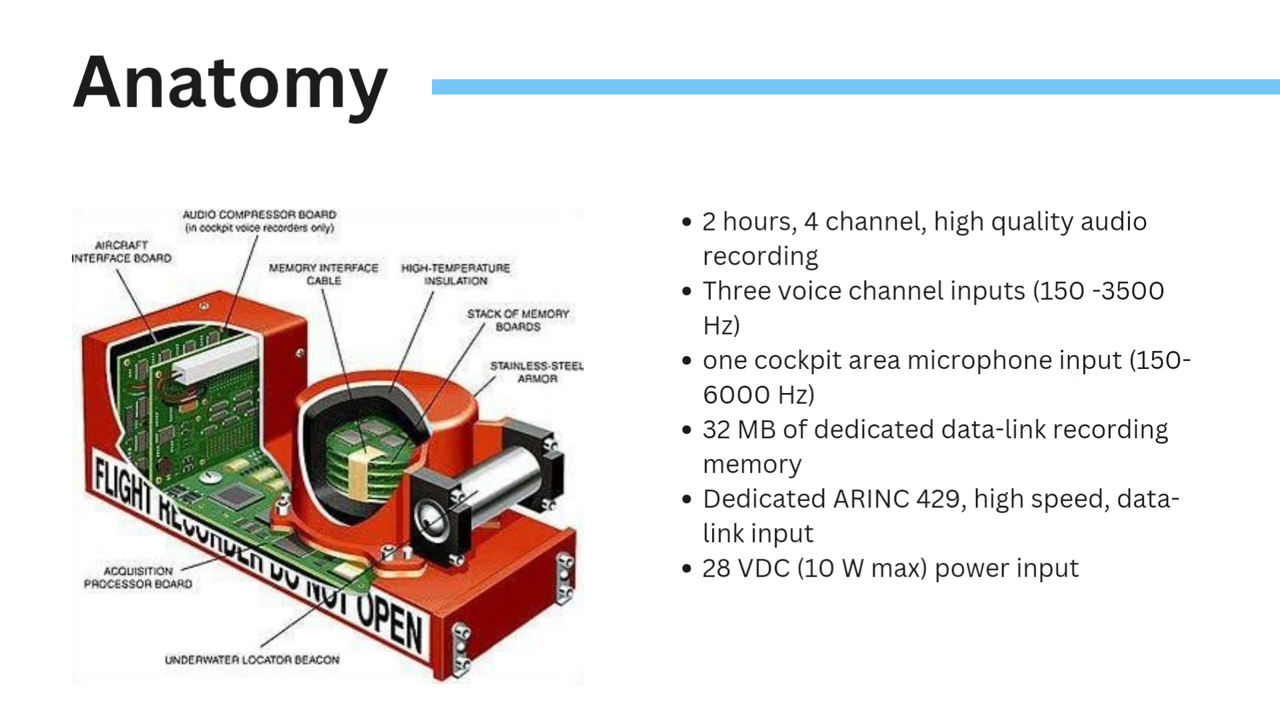 Anatomy
AUDIO COMPRESSOR BOARD
(in cockpit voice recorders only)
AIRCRAFT
INTERFACE BOARD
MEMORY INTERFACE
CABLE
HIGH-TEMPERATURE
INSULATION
STACK OF MEMORY
BOARDS
STAINLESS-STEEL
ARMOR
FLIGHT RECORDER DO NOT OPEN
ACQUISITION
PROCESSOR BOARD
UNDERWATER LOCATOR BEACON
• 2 hours, 4 channel, high quality audio
recording
• Three voice channel inputs (150 -3500
Hz)
• one cockpit area microphone input (150-
6000 Hz)
• 32 MB of dedicated data-link recording
memory
• Dedicated ARINC 429, high speed, data-
link input
• 28 VDC (10 W max) power input